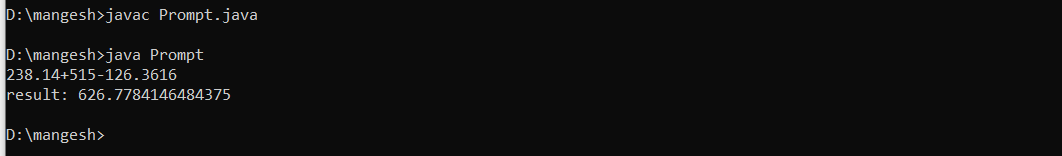 D:\mangesh>javac Prompt.java
D:\mangesh>java Prompt
238.14+515-126.3616
result: 626.7784146484375
D:\mangesh>